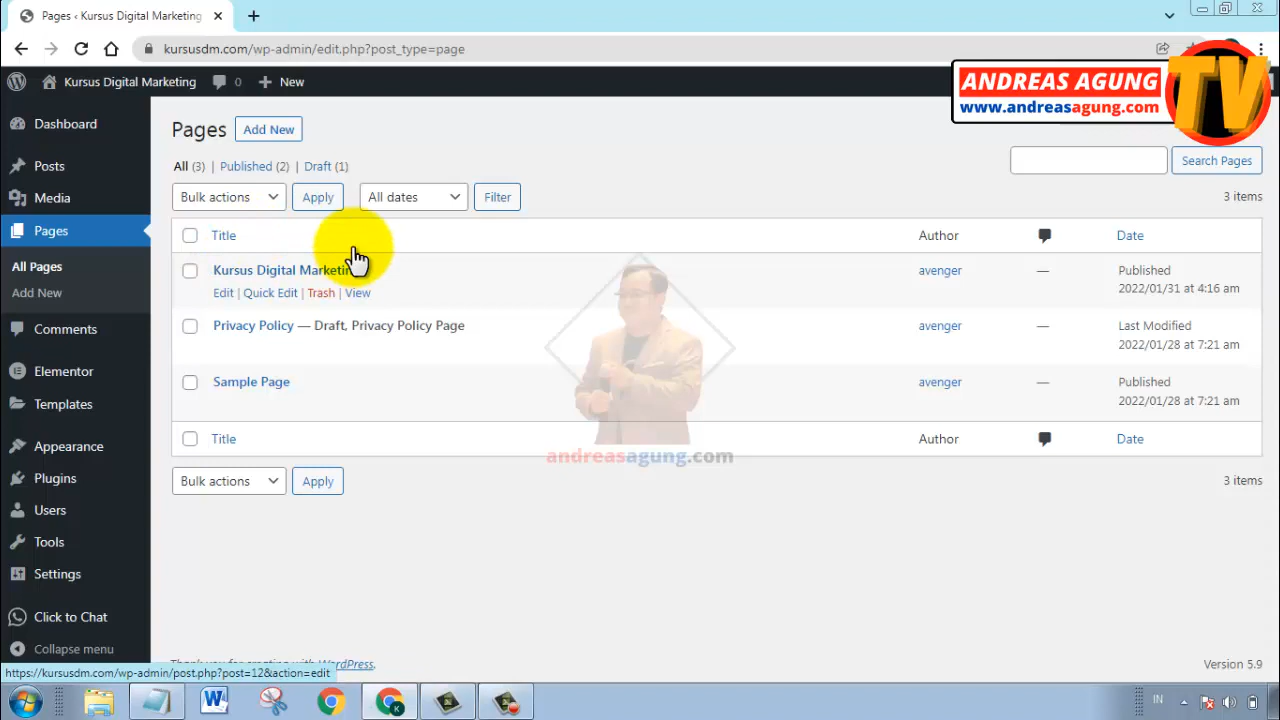 Pages ‹ Kursus Digital Marketing
kursusdm.com/wp-admin/edit.php?post_type=page
Kursus Digital Marketing 0 New
ANDREAS AGUNG TV
www.andreasagung.com
Dashboard
Posts
Media
Pages
All Pages
Add New
Comments
Elementor
Templates
Appearance
Plugins
Users
Tools
Settings
Click to Chat
Collapse menu
Pages Add New
All (3) | Published (2) | Draft (1)
Search Pages
Bulk actions Apply All dates Filter 3 items
Title Author Date
Kursus Digital Marketin avenger — Published
Edit | Quick Edit | Trash | View 2022/01/31 at 4:16 am
Privacy Policy — Draft, Privacy Policy Page avenger — Last Modified
2022/01/28 at 7:21 am
Sample Page avenger — Published
2022/01/28 at 7:21 am
Title Author Date
andreasagung.com
Bulk actions Apply 3 items
Thank you for creating with WordPress. Version 5.9
https://kursusdm.com/wp-admin/post.php?post=12&action=edit
IN